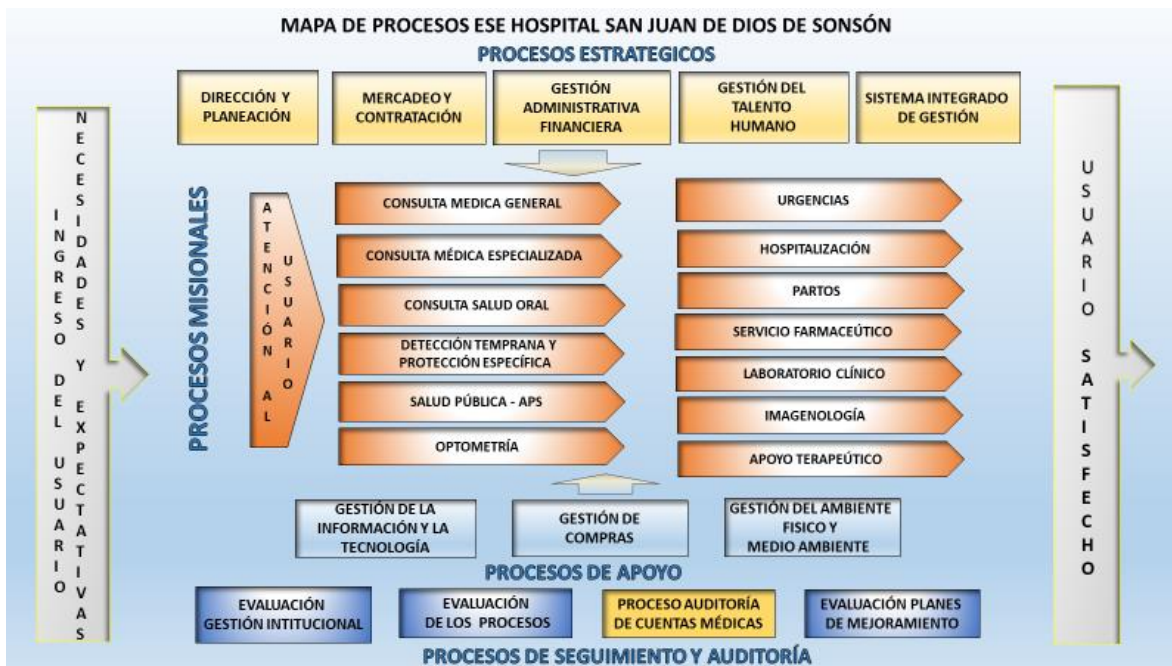 MAPA DE PROCESOS ESE HOSPITAL SAN JUAN DE DIOS DE SONSÓN
PROCESOS ESTRATEGICOS
DIRECCIÓN Y
PLANEACIÓN
MERCADEO Y
CONTRATACIÓN
GESTIÓN
ADMINISTRATIVA
FINANCIERA
GESTIÓN DEL
TALENTO
HUMANO
SISTEMA INTEGRADO
DE GESTIÓN
INGRESO DEL USUARIO
NECESIDADES Y EXPECTATIVAS
PROCESOS MISIONALES
ATENCIÓN AL
USUARIO
CONSULTA MEDICA GENERAL
CONSULTA MÉDICA ESPECIALIZADA
CONSULTA SALUD ORAL
DETECCIÓN TEMPRANA Y
PROTECCIÓN ESPECÍFICA
SALUD PÚBLICA - APS
OPTOMETRÍA
URGENCIAS
HOSPITALIZACIÓN
PARTOS
SERVICIO FARMACEÚTICO
LABORATORIO CLÍNICO
IMAGENOLOGÍA
APOYO TERAPEÚTICO
USUARIO SATISFECHO
GESTIÓN DE LA
INFORMACIÓN Y LA
TECNOLOGÍA
GESTIÓN DE
COMPRAS
GESTIÓN DEL AMBIENTE
FISICO Y
MEDIO AMBIENTE
PROCESOS DE APOYO
EVALUACIÓN
GESTIÓN INTITUCIONAL
EVALUACIÓN
DE LOS PROCESOS
PROCESO AUDITORÍA
DE CUENTAS MÉDICAS
EVALUACIÓN PLANES
DE MEJORAMIENTO
PROCESOS DE SEGUIMIENTO Y AUDITORÍA